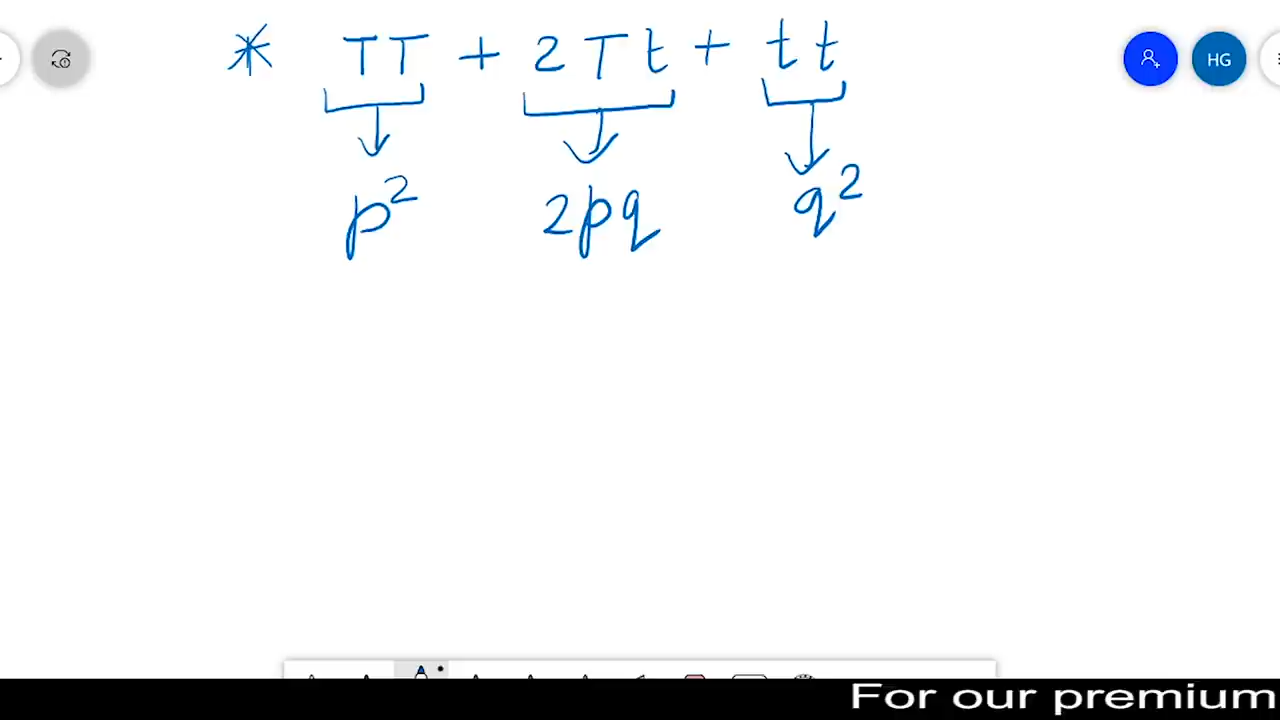 * TT + 2Tt + tt
p² 2pq q²
HG
For our premium